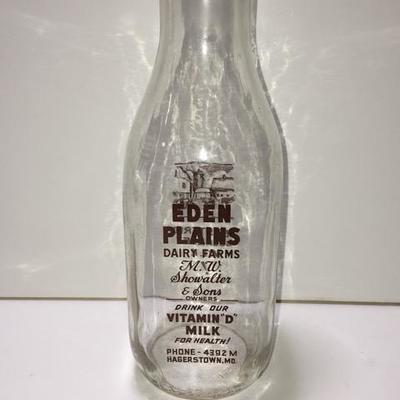 EDEN
PLAINS
DAIRY FARMS
M.W.
Showalter
& Sons
OWNERS
DRINK OUR
VITAMIN "D"
MILK
FOR HEALTH!
PHONE - 4392 M
HAGERSTOWN, MD.